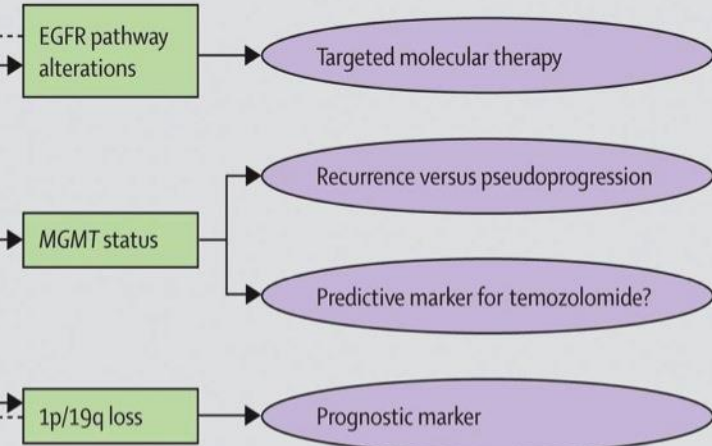 EGFR pathway
alterations
Targeted molecular therapy
Recurrence versus pseudoprogression
MGMT status
Predictive marker for temozolomide?
1p/19q loss
Prognostic marker